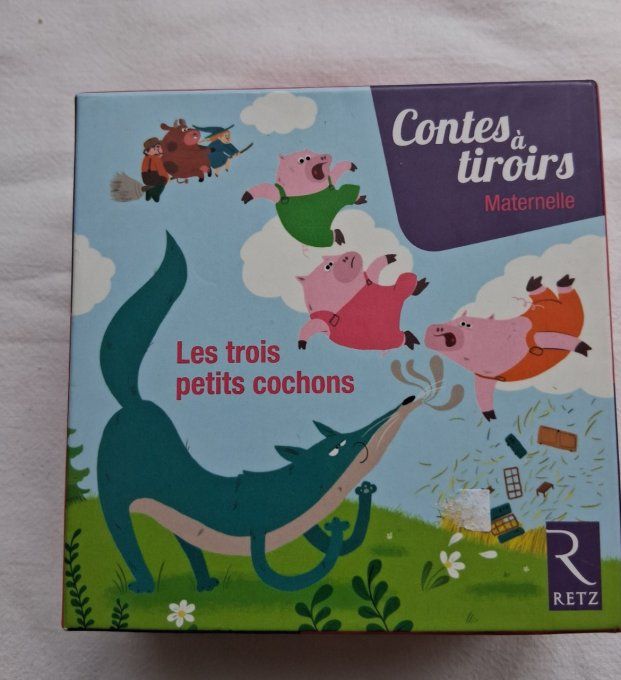 Contes
à
tiroirs
Maternelle
Les trois
petits cochons
R
RETZ